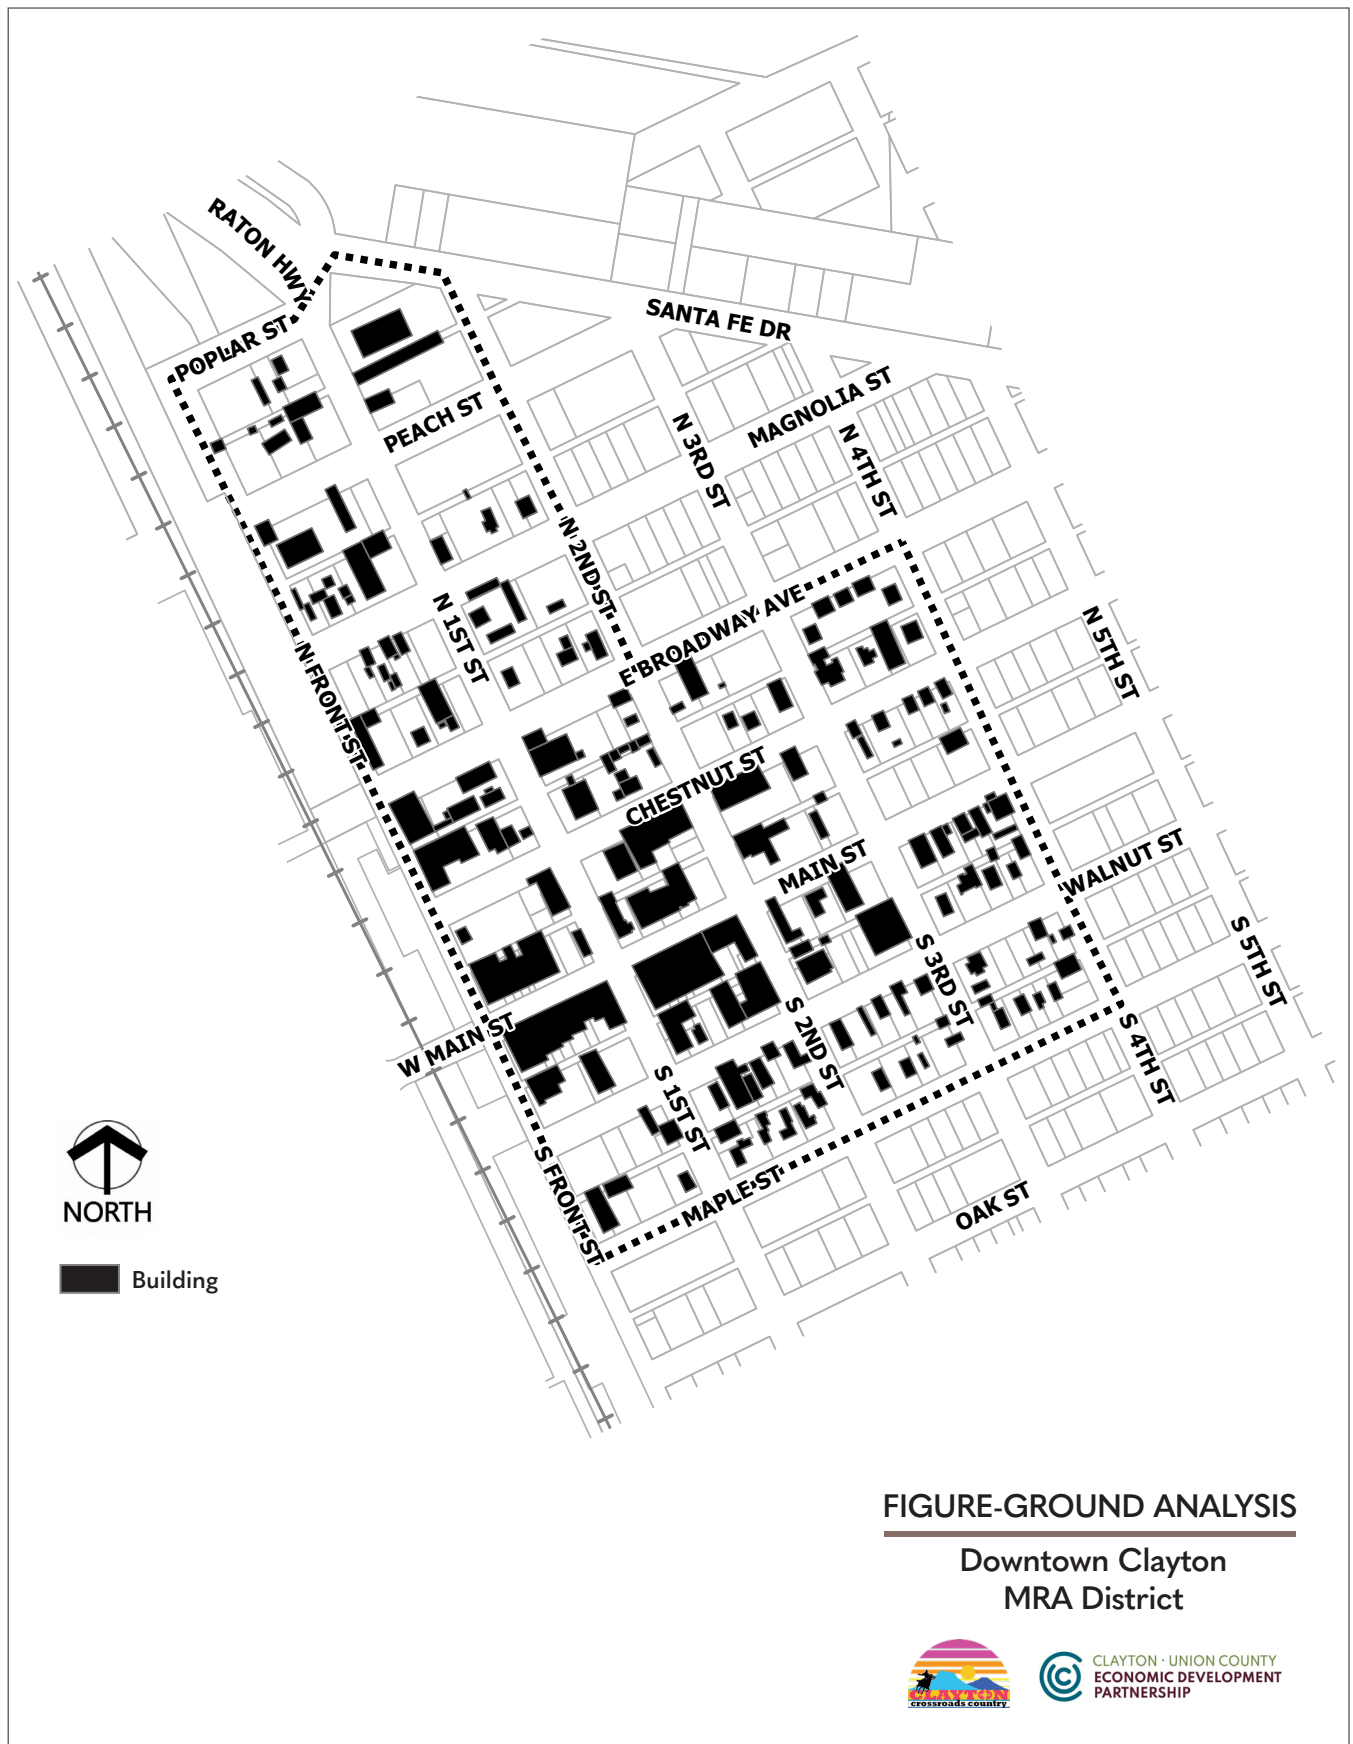 RATON HWY
POPLAR ST
SANTA FE DR
PEACH ST
MAGNOLIA ST
N 3RD ST
N 4TH ST
N 2ND ST
N 1ST ST
E BROADWAY AVE
N 5TH ST
N FRONT ST
CHESTNUT ST
MAIN ST
WALNUT ST
S 5TH ST
S 3RD ST
S 2ND ST
W MAIN ST
S 4TH ST
S 1ST ST
S FRONT ST
MAPLE ST
OAK ST
NORTH
Building
FIGURE-GROUND ANALYSIS
Downtown Clayton
MRA District
CLAYTON
crossroads country
CLAYTON · UNION COUNTY
ECONOMIC DEVELOPMENT
PARTNERSHIP